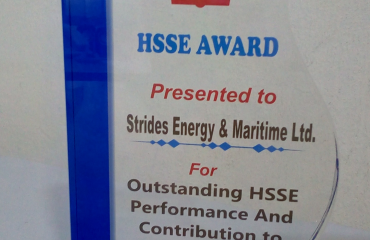 HSSE AWARD
Presented to
Strides Energy & Maritime Ltd.
For
Outstanding HSSE
Performance And
Contribution to